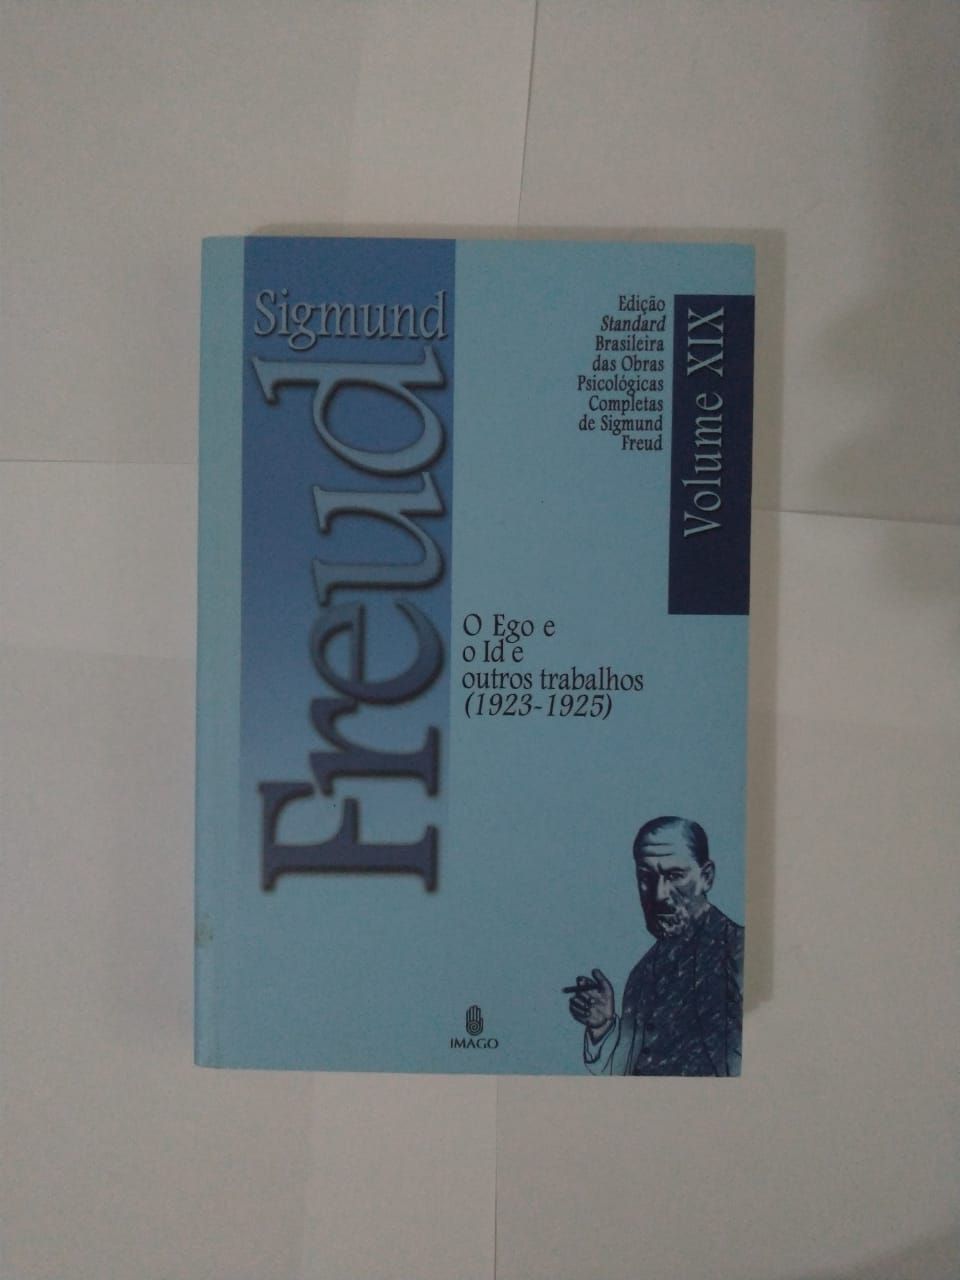 Sigmund
Freud
Edição
Standard
Brasileira
das Obras
Psicológicas
Completas
de Sigmund
Freud
Volume XIX
O Ego e
o Id e
outros trabalhos
(1923-1925)
IMAGO